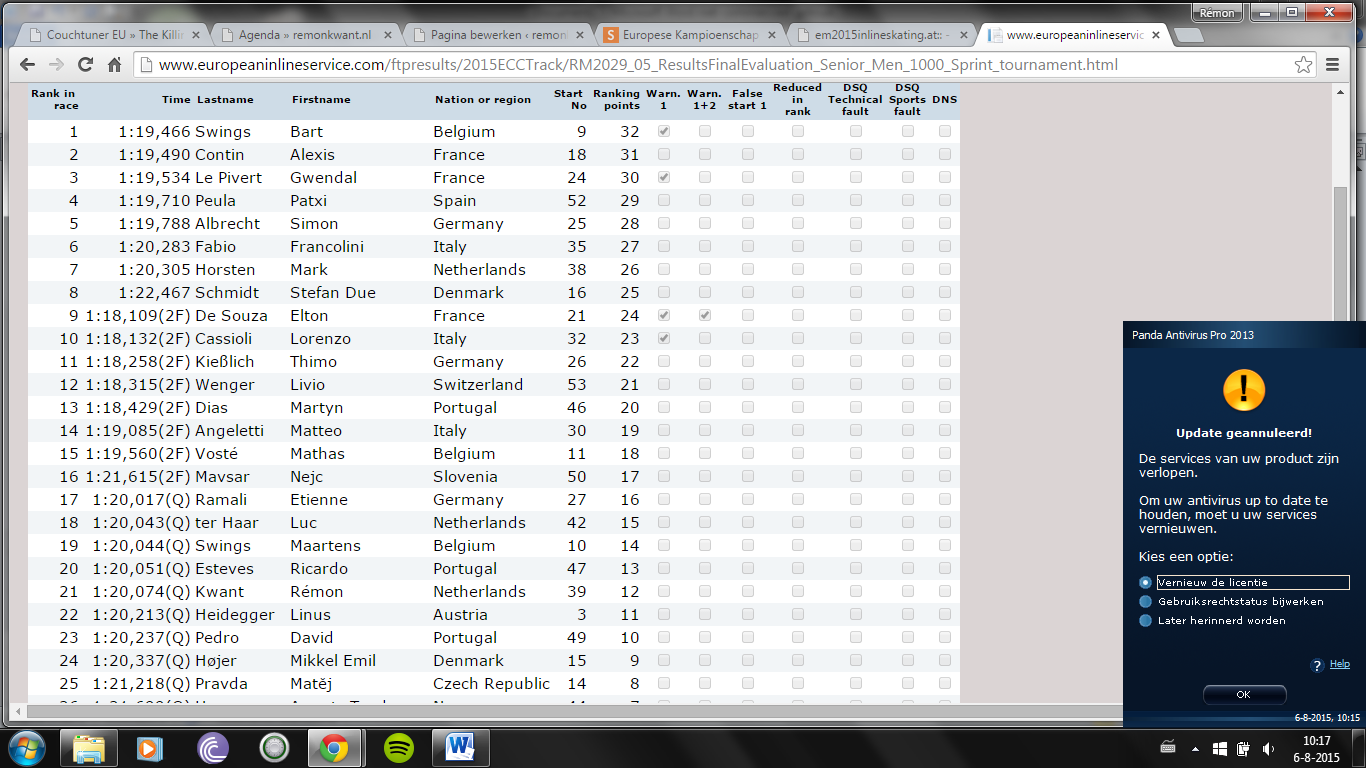 Rémon
Couchtuner EU » The Killin
Agenda » remonkwant.nl
Pagina bewerken ‹ remon
Europese Kampioenschap
em2015inlineskating.at:: -
www.europeaninlineservic
www.europeaninlineservice.com/ftpresults/2015ECCTrack/RM2029_05_ResultsFinalEvaluation_Senior_Men_1000_Sprint_tournament.html
Rank in race Time Lastname Firstname Nation or region Start No Ranking points Warn. 1 Warn. 1+2 False start 1 Reduced in rank DSQ Technical fault DSQ Sports fault DNS
1 1:19,466 Swings Bart Belgium 9 32
2 1:19,490 Contin Alexis France 18 31
3 1:19,534 Le Pivert Gwendal France 24 30
4 1:19,710 Peula Patxi Spain 52 29
5 1:19,788 Albrecht Simon Germany 25 28
6 1:20,283 Fabio Francolini Italy 35 27
7 1:20,305 Horsten Mark Netherlands 38 26
8 1:22,467 Schmidt Stefan Due Denmark 16 25
9 1:18,109(2F) De Souza Elton France 21 24
10 1:18,132(2F) Cassioli Lorenzo Italy 32 23
11 1:18,258(2F) Kießlich Thimo Germany 26 22
12 1:18,315(2F) Wenger Livio Switzerland 53 21
13 1:18,429(2F) Dias Martyn Portugal 46 20
14 1:19,085(2F) Angeletti Matteo Italy 30 19
15 1:19,560(2F) Vosté Mathas Belgium 11 18
16 1:21,615(2F) Mavsar Nejc Slovenia 50 17
17 1:20,017(Q) Ramali Etienne Germany 27 16
18 1:20,043(Q) ter Haar Luc Netherlands 42 15
19 1:20,044(Q) Swings Maartens Belgium 10 14
20 1:20,051(Q) Esteves Ricardo Portugal 47 13
21 1:20,074(Q) Kwant Rémon Netherlands 39 12
22 1:20,213(Q) Heidegger Linus Austria 3 11
23 1:20,237(Q) Pedro David Portugal 49 10
24 1:20,337(Q) Højer Mikkel Emil Denmark 15 9
25 1:21,218(Q) Pravda Matěj Czech Republic 14 8
Panda Antivirus Pro 2013
Update geannuleerd!
De services van uw product zijn
verlopen.
Om uw antivirus up to date te
houden, moet u uw services
vernieuwen.
Kies een optie:
Vernieuw de licentie
Gebruiksrechtstatus bijwerken
Later herinnerd worden
? Help
OK
6-8-2015, 10:15
10:17
6-8-2015